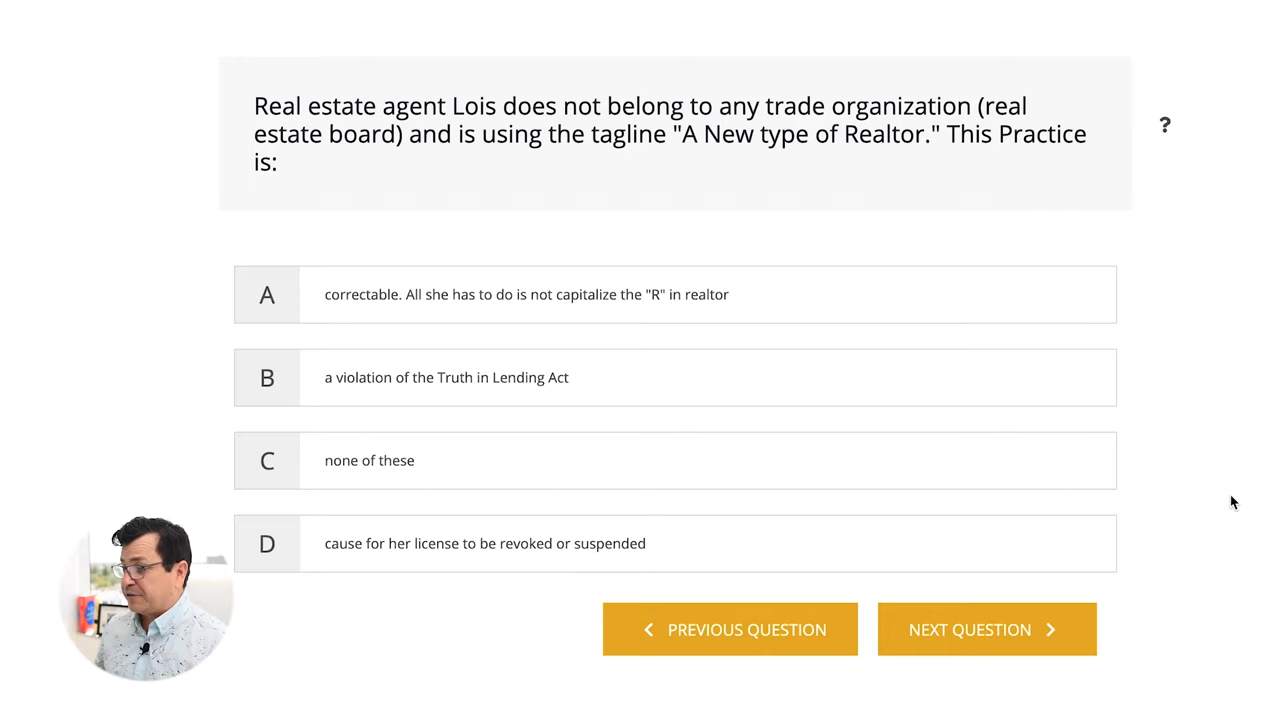 Real estate agent Lois does not belong to any trade organization (real
estate board) and is using the tagline "A New type of Realtor." This Practice
is:
?
A correctable. All she has to do is not capitalize the "R" in realtor
B a violation of the Truth in Lending Act
C none of these
D cause for her license to be revoked or suspended
PREVIOUS QUESTION NEXT QUESTION